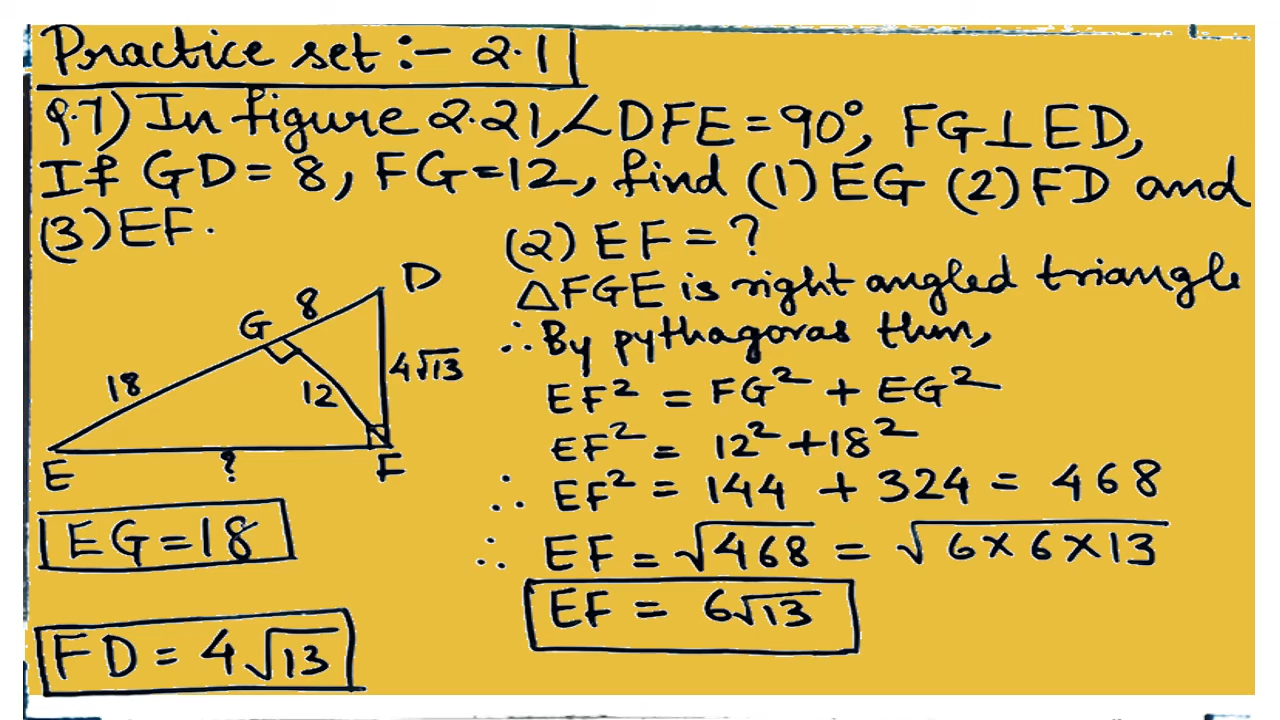 Practice set :- 2.1
Q.7) In figure 2.21, ∠DFE = 90°, FG⊥ED,
If GD = 8, FG = 12, find (1) EG (2) FD and
(3) EF.
(2) EF = ?
△FGE is right angled triangle
∴ By pythagoras thm,
EF² = FG² + EG²
EF² = 12² + 18²
∴ EF² = 144 + 324 = 468
∴ EF = √468 = √6×6×13
EF = 6√13
D
8
G
4√13
18
12
E
?
F
EG = 18
FD = 4√13